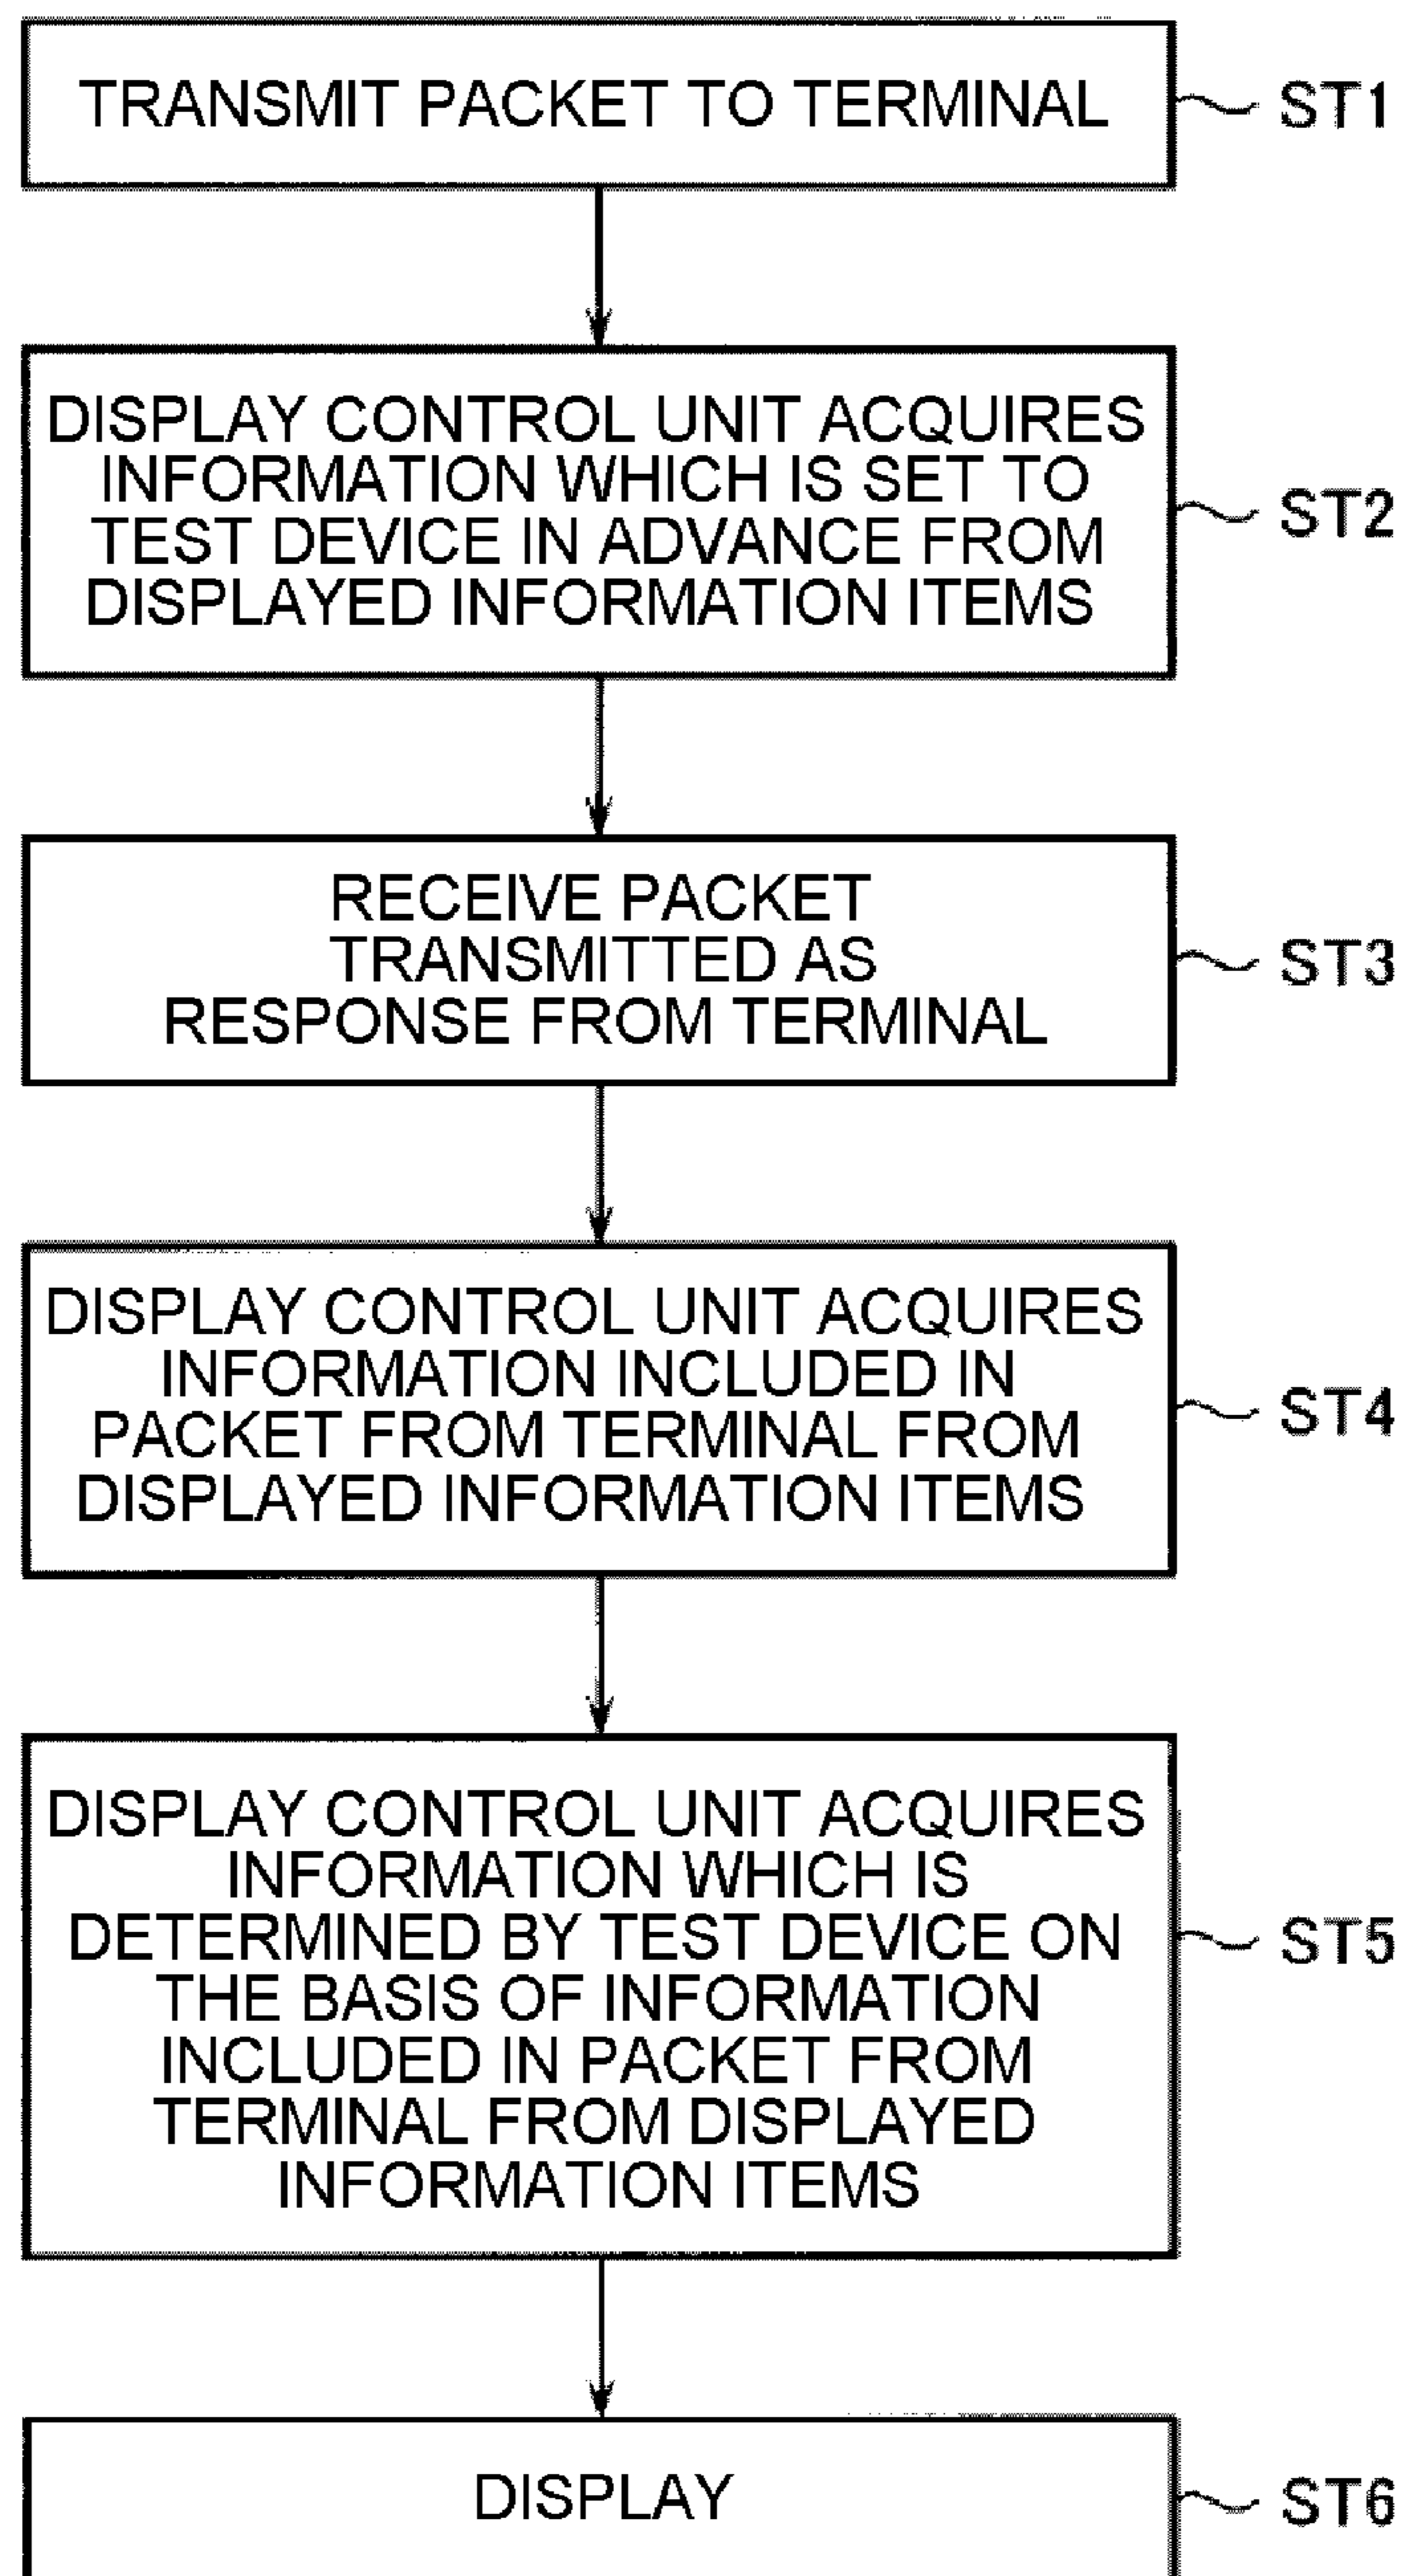 TRANSMIT PACKET TO TERMINAL
ST1
DISPLAY CONTROL UNIT ACQUIRES
INFORMATION WHICH IS SET TO
TEST DEVICE IN ADVANCE FROM
DISPLAYED INFORMATION ITEMS
ST2
RECEIVE PACKET
TRANSMITTED AS
RESPONSE FROM TERMINAL
ST3
DISPLAY CONTROL UNIT ACQUIRES
INFORMATION INCLUDED IN
PACKET FROM TERMINAL FROM
DISPLAYED INFORMATION ITEMS
ST4
DISPLAY CONTROL UNIT ACQUIRES
INFORMATION WHICH IS
DETERMINED BY TEST DEVICE ON
THE BASIS OF INFORMATION
INCLUDED IN PACKET FROM
TERMINAL FROM DISPLAYED
INFORMATION ITEMS
ST5
DISPLAY
ST6